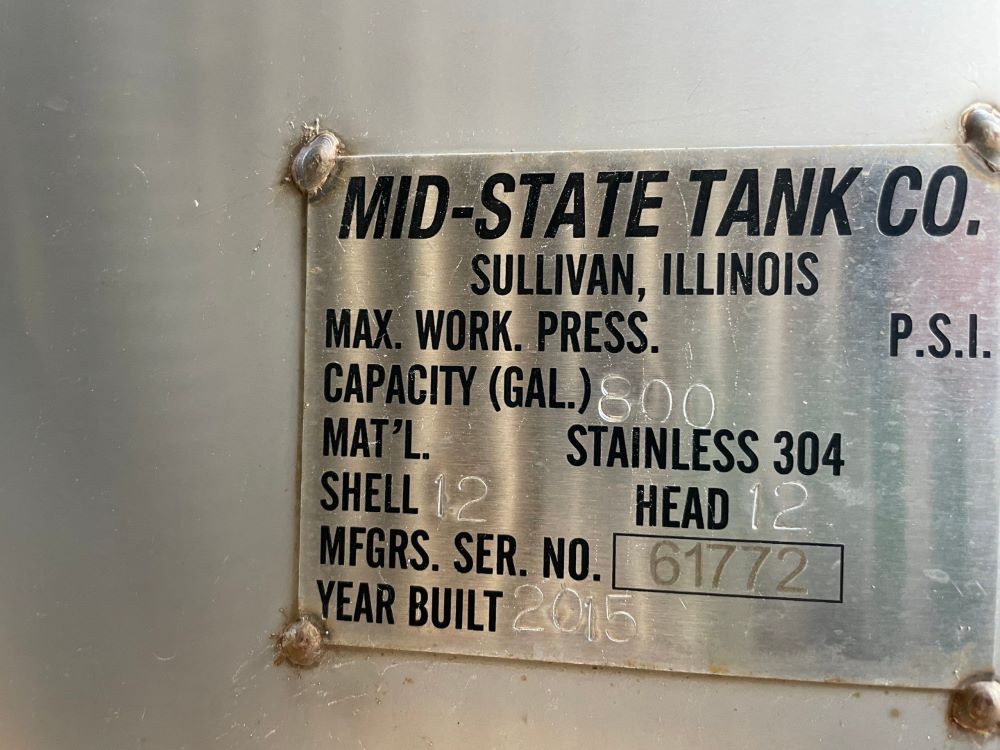 MID-STATE TANK CO.
SULLIVAN, ILLINOIS
MAX. WORK. PRESS. P.S.I.
CAPACITY (GAL.) 800
MAT'L. STAINLESS 304
SHELL 12 HEAD 12
MFGRS. SER. NO. 61772
YEAR BUILT 2015